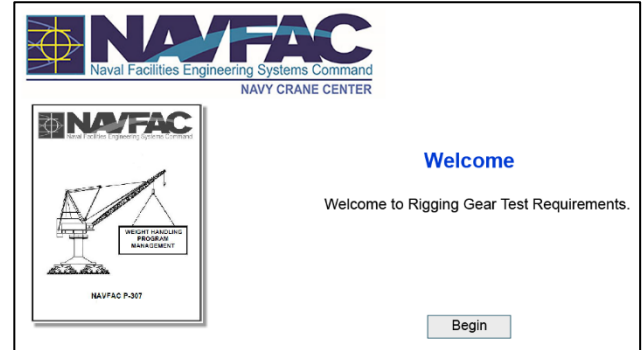 NAVFAC
Naval Facilities Engineering Systems Command
NAVY CRANE CENTER
NAVFAC
Naval Facilities Engineering Systems Command
WEIGHT HANDLING
PROGRAM
MANAGEMENT
NAVFAC P-307
Welcome
Welcome to Rigging Gear Test Requirements.
Begin